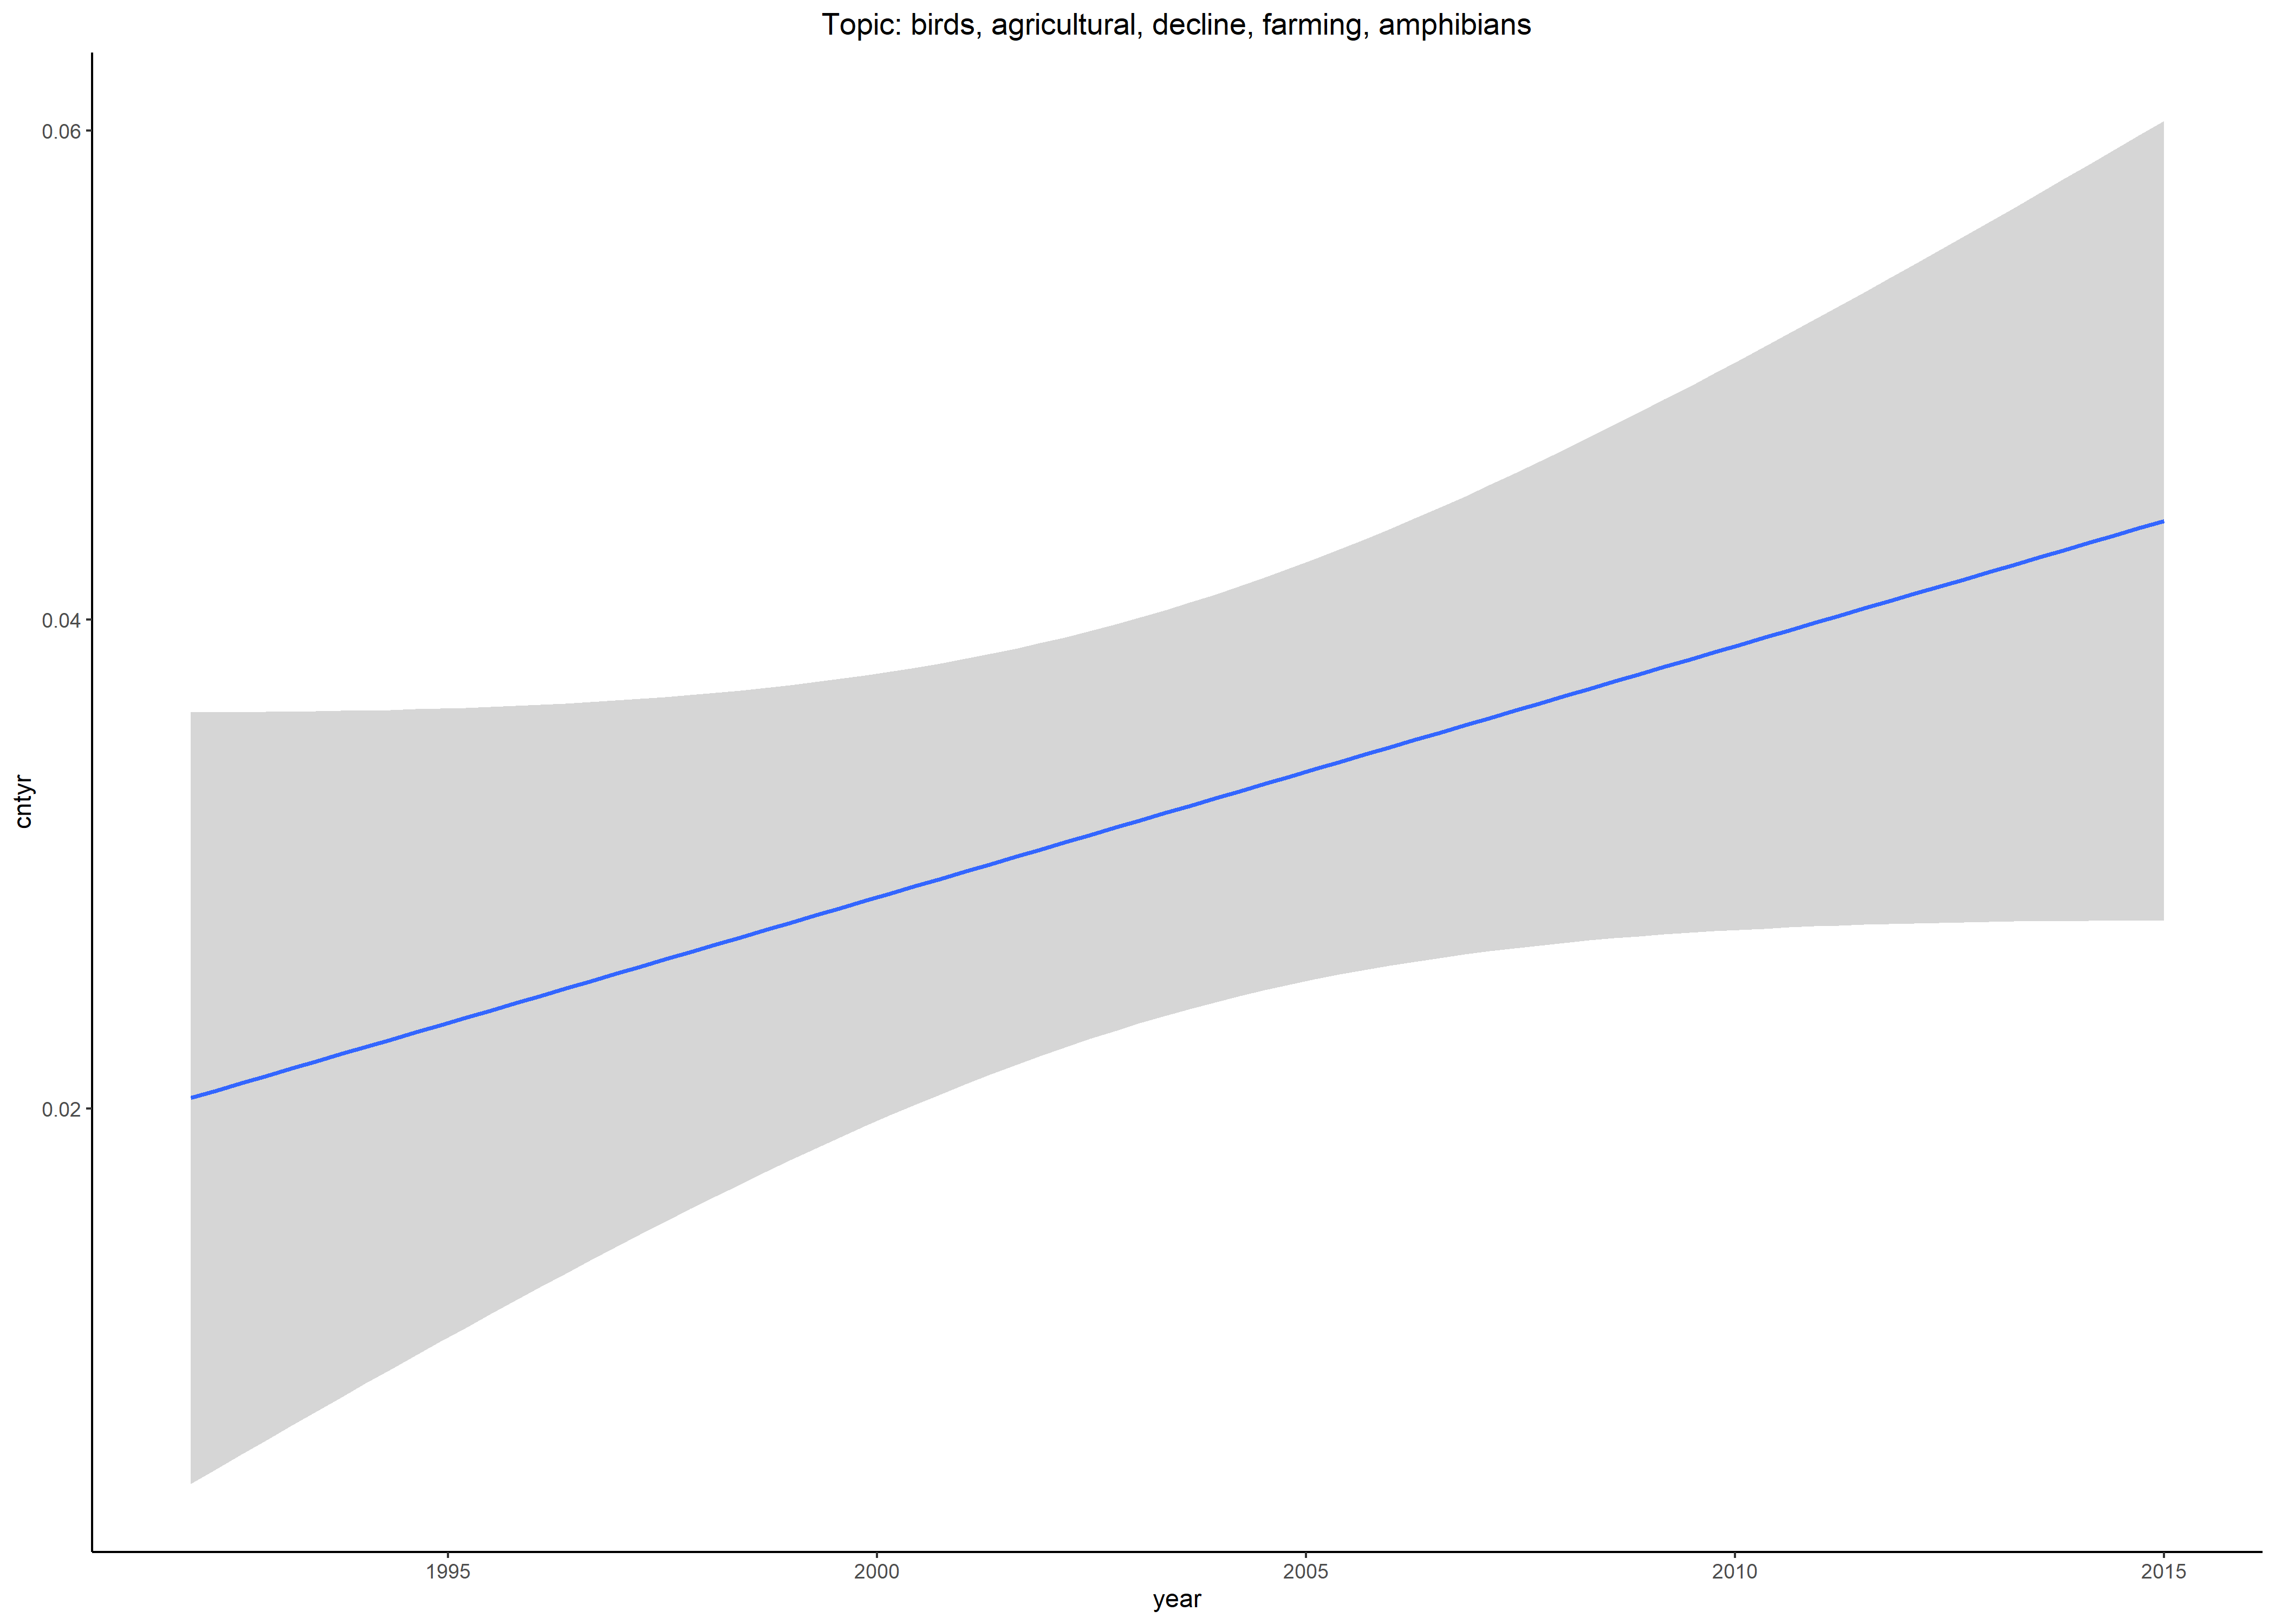 Topic: birds, agricultural, decline, farming, amphibians
0.06
0.04
0.02
cntyr
1995 2000 2005 2010 2015
year